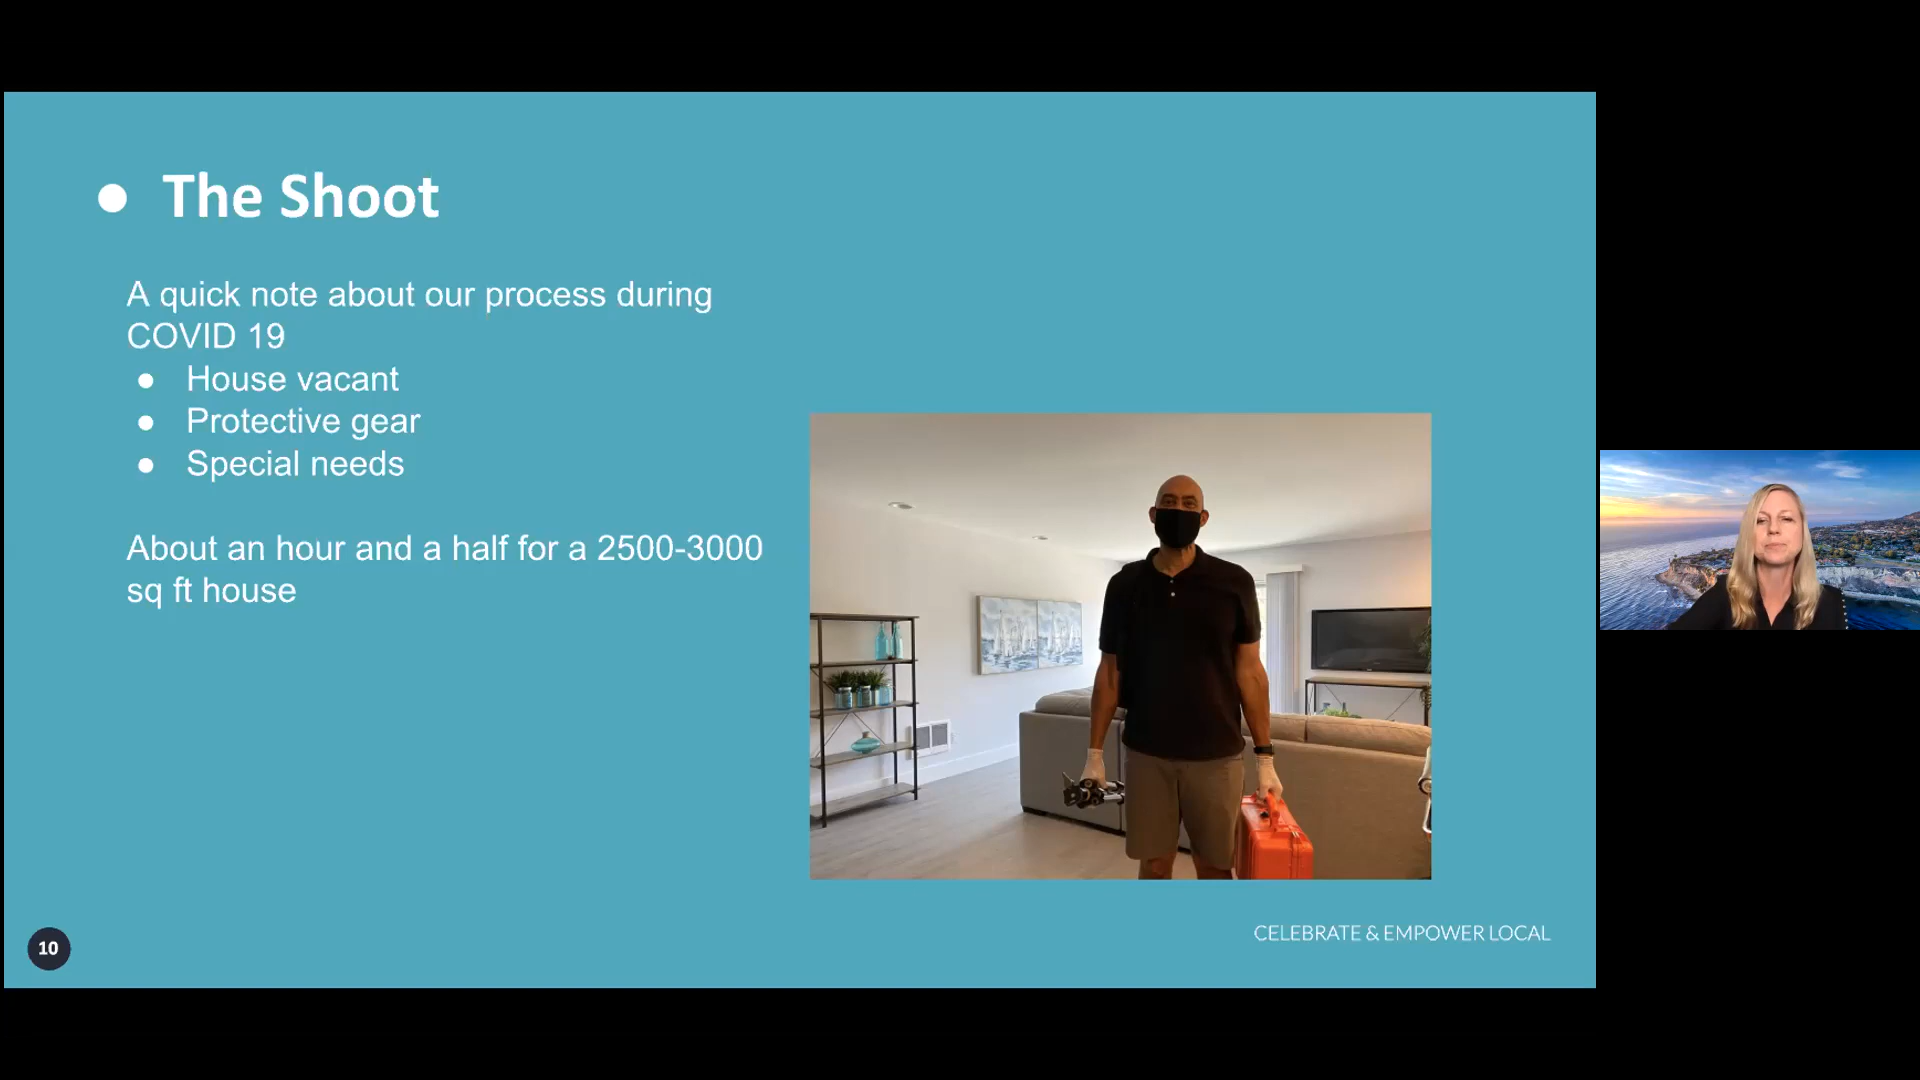 ● The Shoot
A quick note about our process during
COVID 19
● House vacant
● Protective gear
● Special needs
About an hour and a half for a 2500-3000
sq ft house
10
CELEBRATE & EMPOWER LOCAL